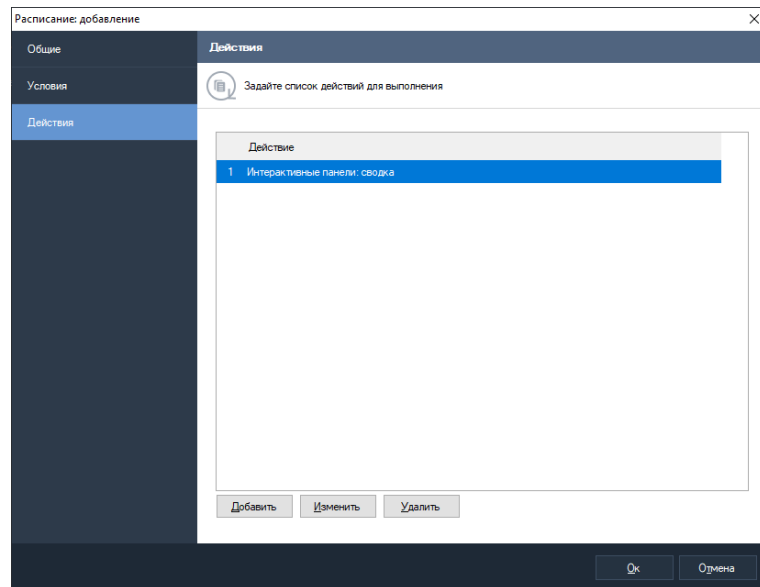 Расписание: добавление
Общие
Условия
Действия
Действия
Задайте список действий для выполнения
Действие
1 Интерактивные панели: сводка
Добавить Изменить Удалить
Ок Отмена